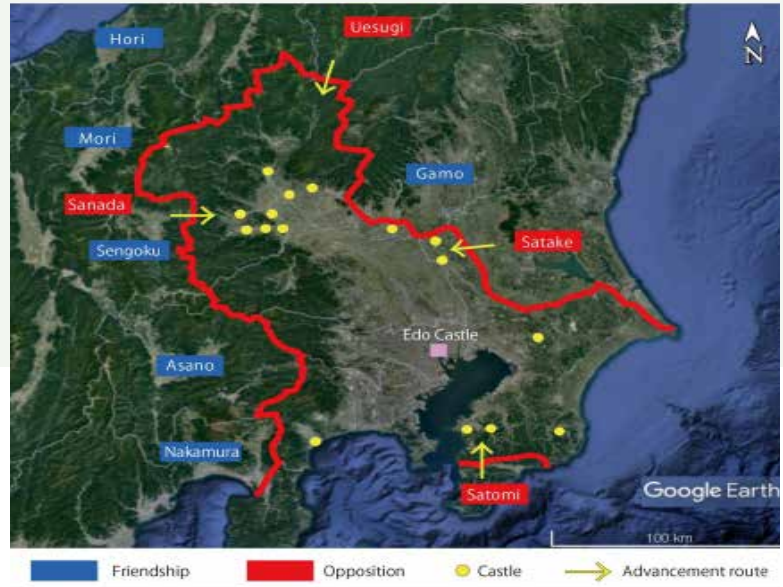 Uesugi
Hori
N
Mori
Gamo
Sanada
Satake
Sengoku
Edo Castle
Asano
Nakamura
Satomi
Google Earth
100 km
Friendship
Opposition
Castle
Advancement route